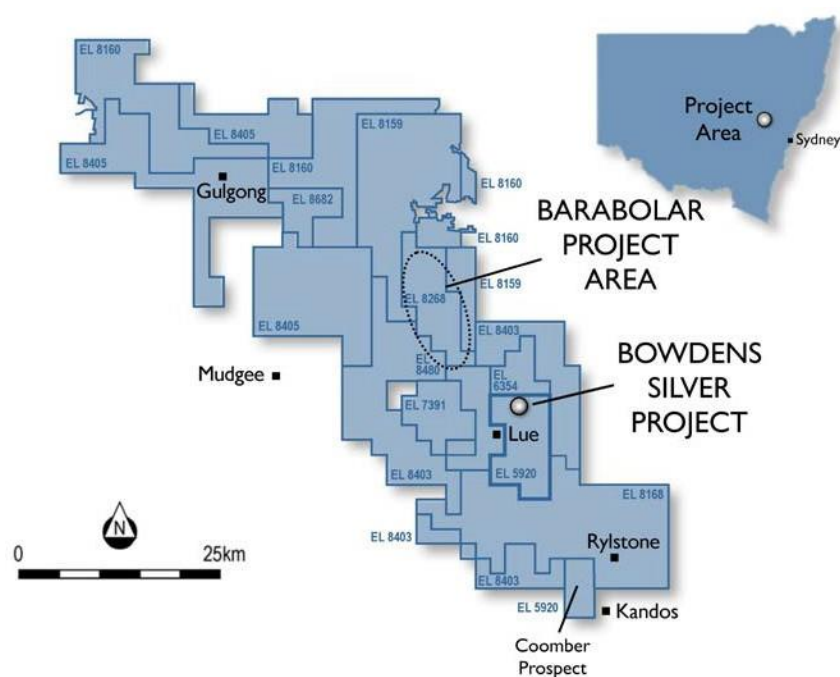 EL 8160
EL 8159
EL 8405
EL 8405
EL 8160
EL 8160
Gulgong
EL 8682
EL 8160
BARABOLAR
PROJECT
AREA
EL 8159
EL 8268
EL 8405
EL 8403
EL
8480
EL
6354
BOWDENS
SILVER
PROJECT
Mudgee
EL 7391
Lue
EL 5920
EL 8403
EL 8168
EL 8403
Rylstone
EL 8403
EL 5920
Kandos
Coomber
Prospect
N
0
25km
Project
Area
Sydney